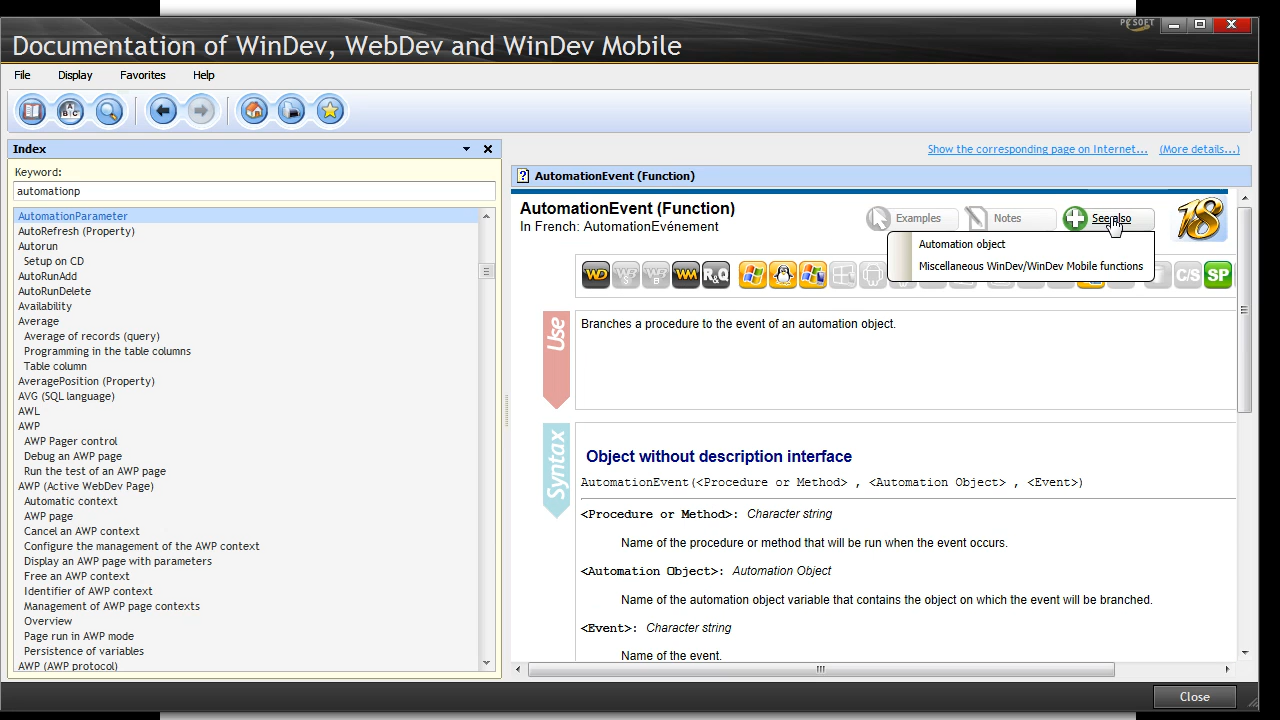 PC SOFT
Documentation of WinDev, WebDev and WinDev Mobile
File Display Favorites Help
Index
Keyword:
automationp
AutomationParameter
AutoRefresh (Property)
Autorun
Setup on CD
AutoRunAdd
AutoRunDelete
Availability
Average
Average of records (query)
Programming in the table columns
Table column
AveragePosition (Property)
AVG (SQL language)
AWL
AWP
AWP Pager control
Debug an AWP page
Run the test of an AWP page
AWP (Active WebDev Page)
Automatic context
AWP page
Cancel an AWP context
Configure the management of the AWP context
Display an AWP page with parameters
Free an AWP context
Identifier of AWP context
Management of AWP page contexts
Overview
Page run in AWP mode
Persistence of variables
AWP (AWP protocol)
Show the corresponding page on Internet... (More details...)
? AutomationEvent (Function)
AutomationEvent (Function)
In French: AutomationEvénement
Examples Notes See also
18
Automation object
Miscellaneous WinDev/WinDev Mobile functions
WD WS WB WM R&Q C/S SP
Use
Branches a procedure to the event of an automation object.
Syntax
Object without description interface
AutomationEvent(<Procedure or Method> , <Automation Object> , <Event>)
<Procedure or Method>: Character string
Name of the procedure or method that will be run when the event occurs.
<Automation Object>: Automation Object
Name of the automation object variable that contains the object on which the event will be branched.
<Event>: Character string
Name of the event.
Close